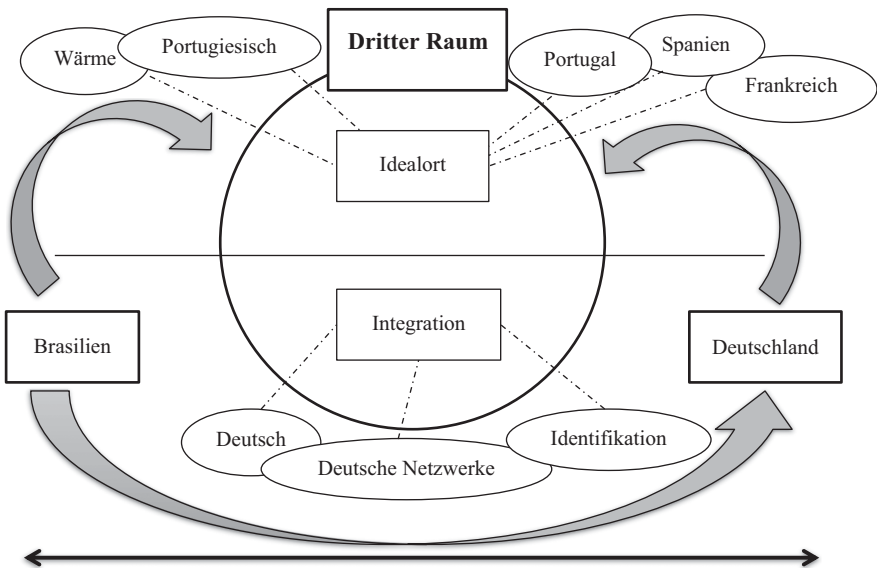 Dritter Raum
Wärme
Portugiesisch
Portugal
Spanien
Frankreich
Idealort
Integration
Brasilien
Deutschland
Deutsch
Deutsche Netzwerke
Identifikation